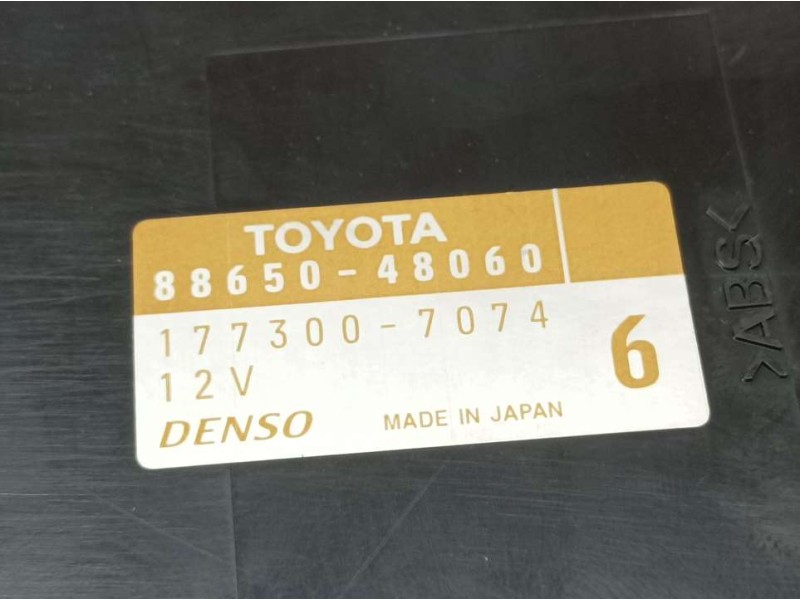 TOYOTA
88650-48060
177300-7074
12V
6
DENSO
MADE IN JAPAN
>ABS<